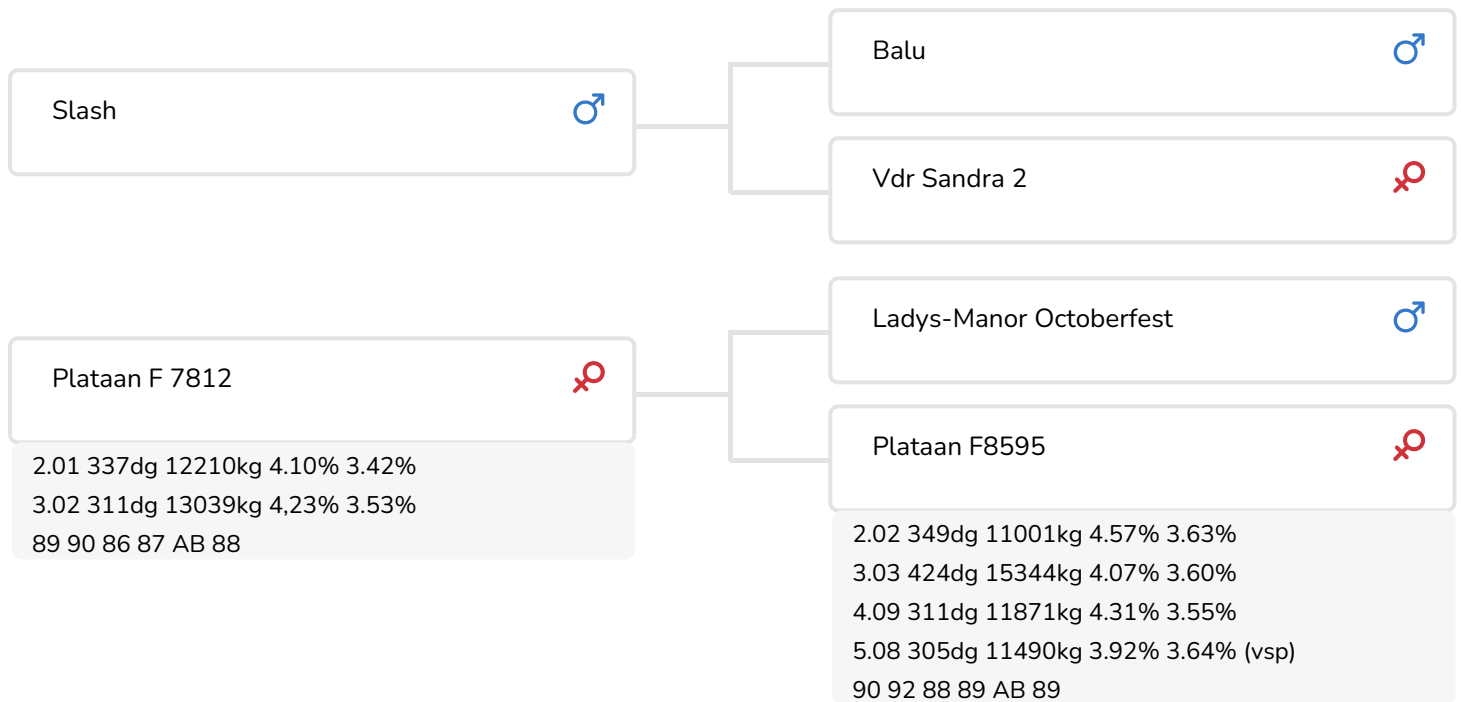 Slash
Plataan F 7812
2.01 337dg 12210kg 4.10% 3.42%
3.02 311dg 13039kg 4,23% 3.53%
89 90 86 87 AB 88
Balu
Vdr Sandra 2
Ladys-Manor Octoberfest
Plataan F8595
2.02 349dg 11001kg 4.57% 3.63%
3.03 424dg 15344kg 4.07% 3.60%
4.09 311dg 11871kg 4.31% 3.55%
5.08 305dg 11490kg 3.92% 3.64% (vsp)
90 92 88 89 AB 89